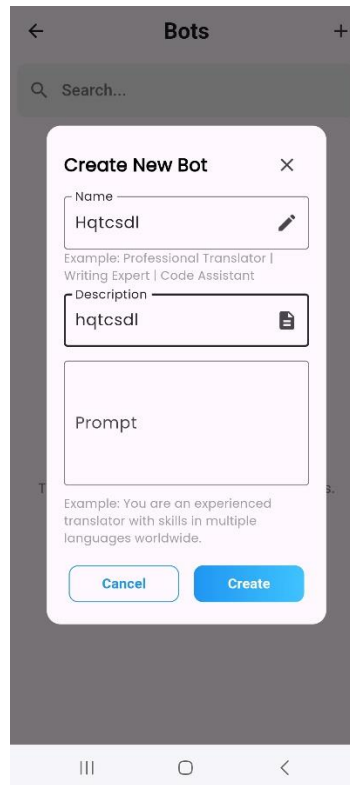 Bots
Search...
Create New Bot
Name
Hqtcsdl
Example: Professional Translator |
Writing Expert | Code Assistant
Description
hqtcsdl
Prompt
T
s.
Example: You are an experienced
translator with skills in multiple
languages worldwide.
Cancel
Create